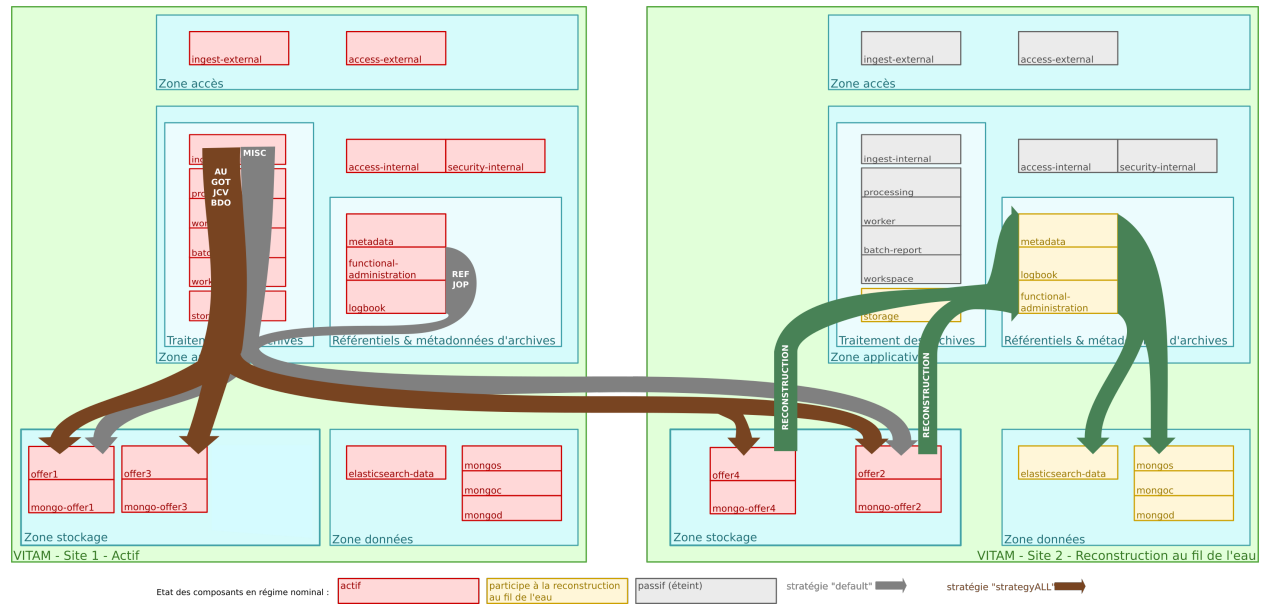 ingest-external
access-external
Zone accès
MISC
AU
GOT
JCV
BDO
access-internal
security-internal
metadata
functional-
administration
logbook
REF
JOP
Référentiels & métadonnées d'archives
offer1
mongo-offer1
offer3
mongo-offer3
Zone stockage
elasticsearch-data
mongos
mongoc
mongod
Zone données
VITAM - Site 1 - Actif
ingest-external
access-external
Zone accès
ingest-internal
processing
worker
batch-report
workspace
storage
Traitement des archives
access-internal
security-internal
metadata
logbook
functional-
administration
Référentiels & d'archives
Zone
RECONSTRUCTION
RECONSTRUCTION
offer4
mongo-offer4
offer2
mongo-offer2
Zone stockage
elasticsearch-data
mongos
mongoc
mongod
Zone données
VITAM - Site 2 - Reconstruction au fil de l'eau
Etat des composants en régime nominal :
actif
participe à la reconstruction
au fil de l'eau
passif (éteint)
stratégie "default"
stratégie "strategyALL"